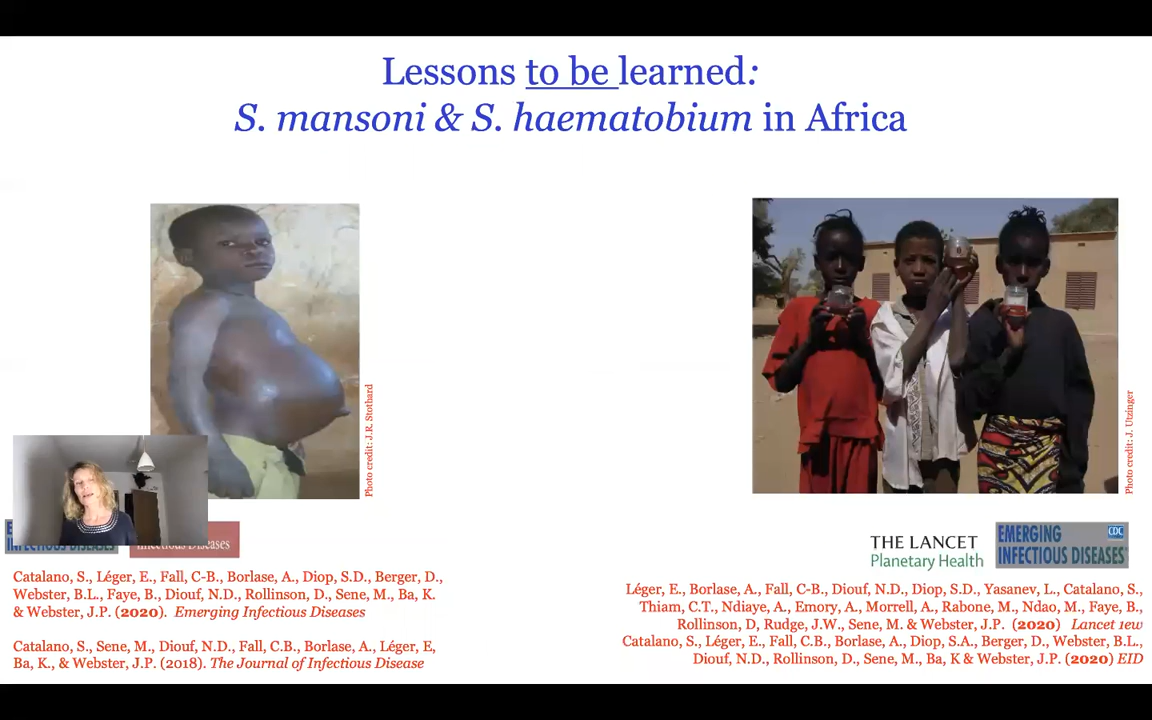 Lessons to be learned:
S. mansoni & S. haematobium in Africa
Photo credit: J.R. Stothard
Photo credit: J. Utzinger
INFECTIOUS DISEASES
Infectious Diseases
Catalano, S., Léger, E., Fall, C-B., Borlase, A., Diop, S.D., Berger, D.,
Webster, B.L., Faye, B., Diouf, N.D., Rollinson, D., Sene, M., Ba, K.
& Webster, J.P. (2020). Emerging Infectious Diseases
Catalano, S., Sene, M., Diouf, N.D., Fall, C.B., Borlase, A., Léger, E,
Ba, K., & Webster, J.P. (2018). The Journal of Infectious Disease
THE LANCET
Planetary Health
EMERGING
INFECTIOUS DISEASES
CDC
Léger, E., Borlase, A., Fall, C-B., Diouf, N.D., Diop, S.D., Yasanev, L., Catalano, S.,
Thiam, C.T., Ndiaye, A., Emory, A., Morrell, A., Rabone, M., Ndao, M., Faye, B.,
Rollinson, D, Rudge, J.W., Sene, M. & Webster, J.P. (2020) Lancet 1ew
Catalano, S., Léger, E., Fall, C.B., Borlase, A., Diop, S.A., Berger, D., Webster, B.L.,
Diouf, N.D., Rollinson, D., Sene, M., Ba, K & Webster, J.P. (2020) EID